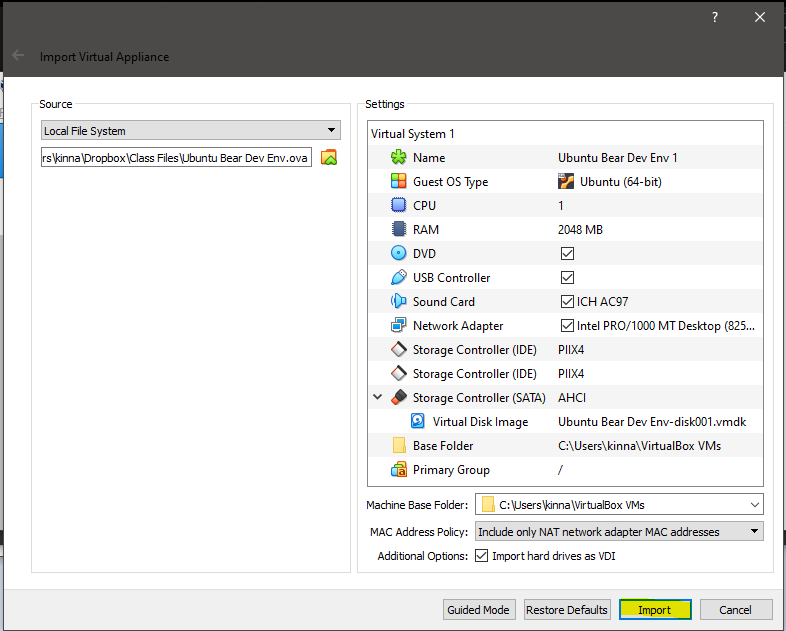 ?
Import Virtual Appliance
Source
Local File System
rs\kinna\Dropbox\Class Files\Ubuntu Bear Dev Env.ova
Settings
Virtual System 1
Name Ubuntu Bear Dev Env 1
Guest OS Type Ubuntu (64-bit)
CPU 1
RAM 2048 MB
DVD
USB Controller
Sound Card ICH AC97
Network Adapter Intel PRO/1000 MT Desktop (825...
Storage Controller (IDE) PIIX4
Storage Controller (IDE) PIIX4
Storage Controller (SATA) AHCI
Virtual Disk Image Ubuntu Bear Dev Env-disk001.vmdk
Base Folder C:\Users\kinna\VirtualBox VMs
Primary Group /
Machine Base Folder: C:\Users\kinna\VirtualBox VMs
MAC Address Policy: Include only NAT network adapter MAC addresses
Additional Options: Import hard drives as VDI
Guided Mode Restore Defaults Import Cancel